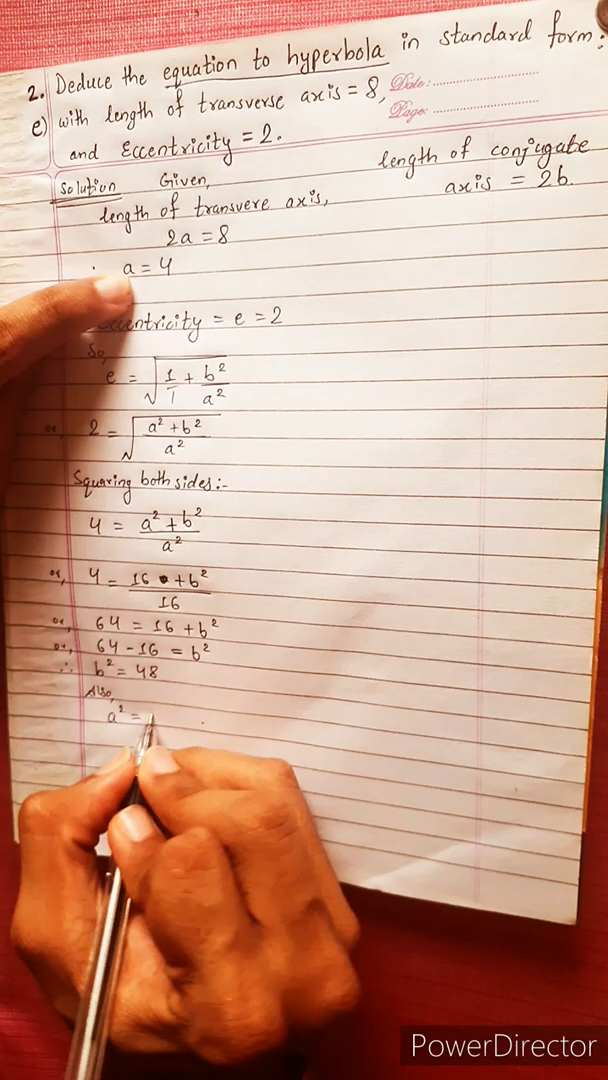 2. Deduce the equation to hyperbola in standard form:
e) with length of transverse axis = 8,
Date: ........................
Page: ........................
and Eccentricity = 2.
Solution Given,
length of conjugate
axis = 2b.
length of transvere axis,
2a = 8
a = 4
eccentricity = e = 2
So,
e = √(1/1 + b²/a²)
or, 2 = √((a² + b²)/a²)
Squaring both sides:-
4 = (a² + b²)/a²
or, 4 = (16 + b²)/16
or, 64 = 16 + b²
or, 64 - 16 = b²
∴ b² = 48
Also,
a² =
PowerDirector